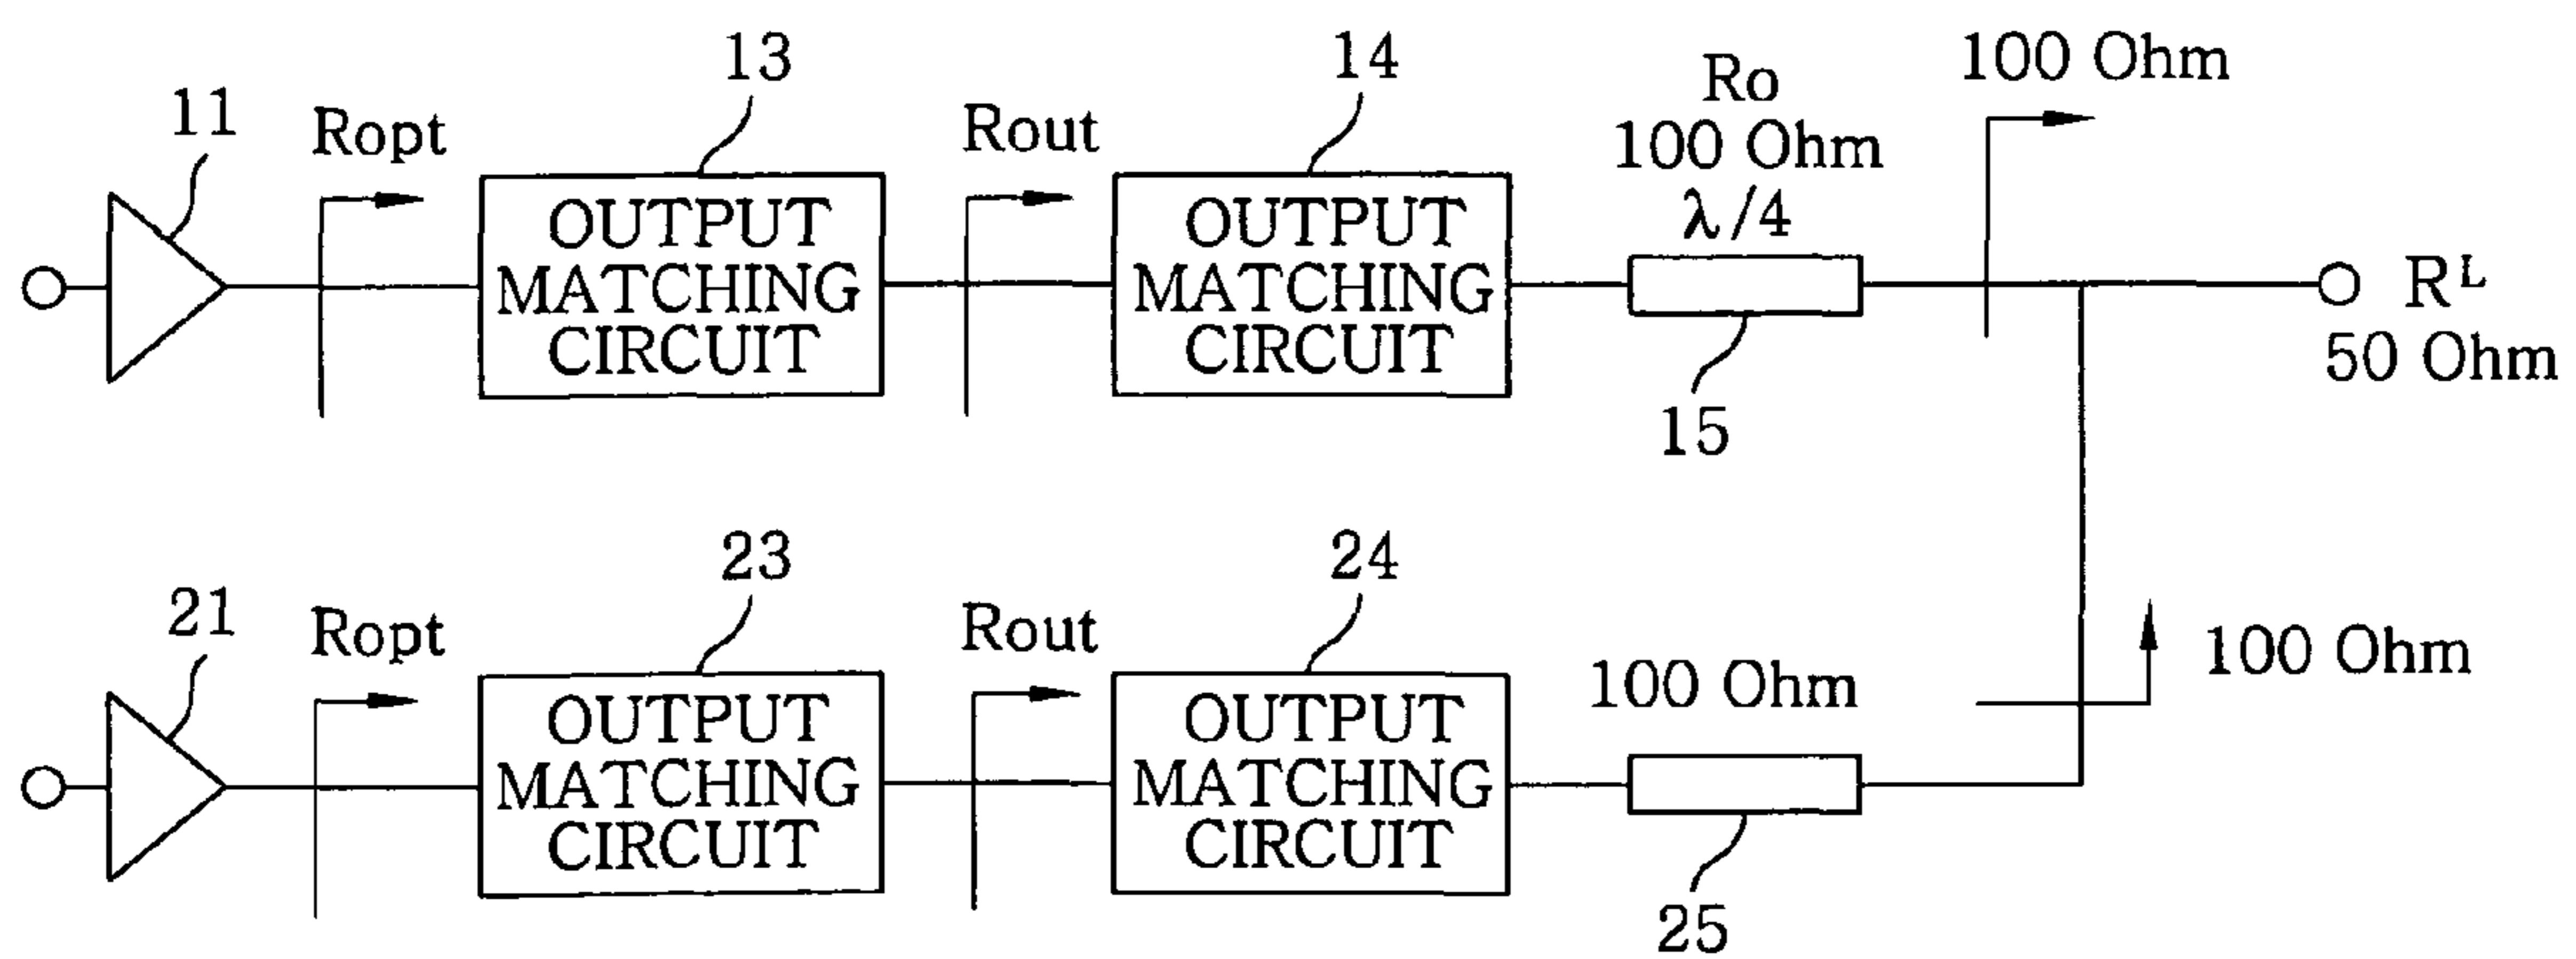 13
14
100 Ohm
11
Ropt
Rout
Ro
100 Ohm
λ/4
OUTPUT
MATCHING
CIRCUIT
OUTPUT
MATCHING
CIRCUIT
R^L
50 Ohm
15
23
24
21
Ropt
Rout
100 Ohm
100 Ohm
OUTPUT
MATCHING
CIRCUIT
OUTPUT
MATCHING
CIRCUIT
25